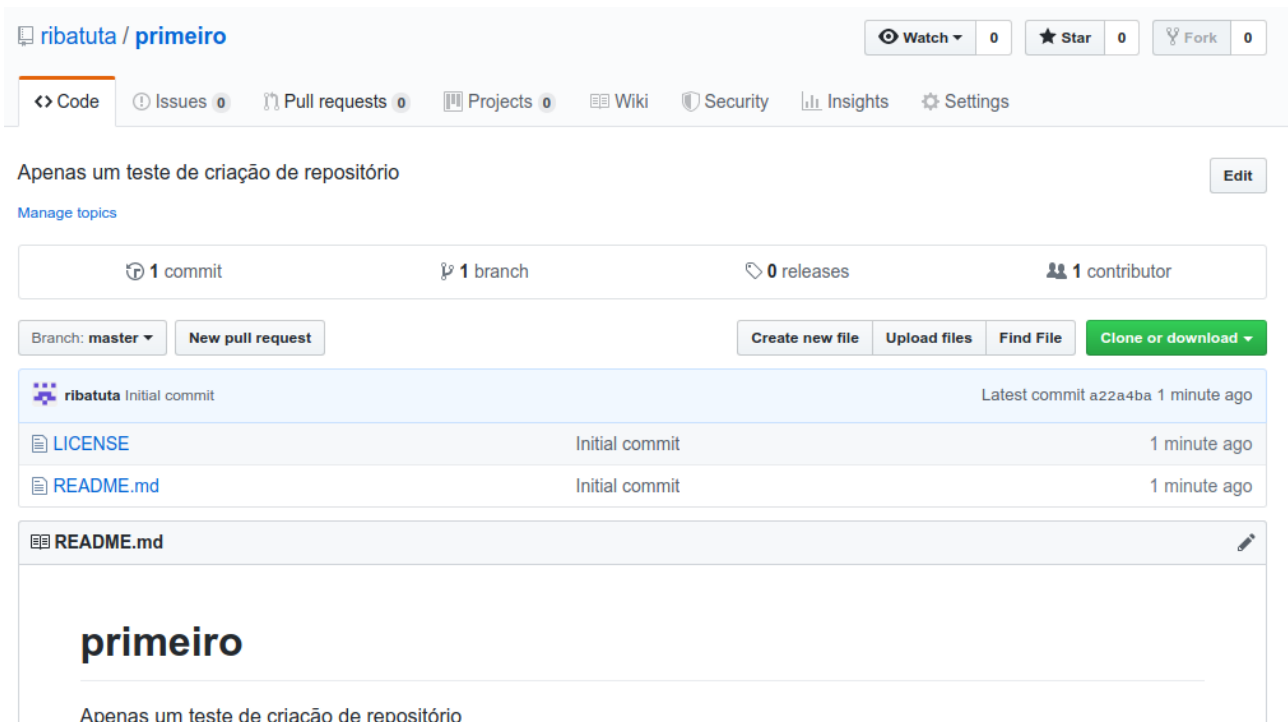 ribatuta / primeiro Watch 0 Star 0 Fork 0
Code Issues 0 Pull requests 0 Projects 0 Wiki Security Insights Settings
Apenas um teste de criação de repositório Edit
Manage topics
1 commit 1 branch 0 releases 1 contributor
Branch: master New pull request Create new file Upload files Find File Clone or download
ribatuta Initial commit Latest commit a22a4ba 1 minute ago
LICENSE Initial commit 1 minute ago
README.md Initial commit 1 minute ago
README.md
primeiro
Apenas um teste de criação de repositório